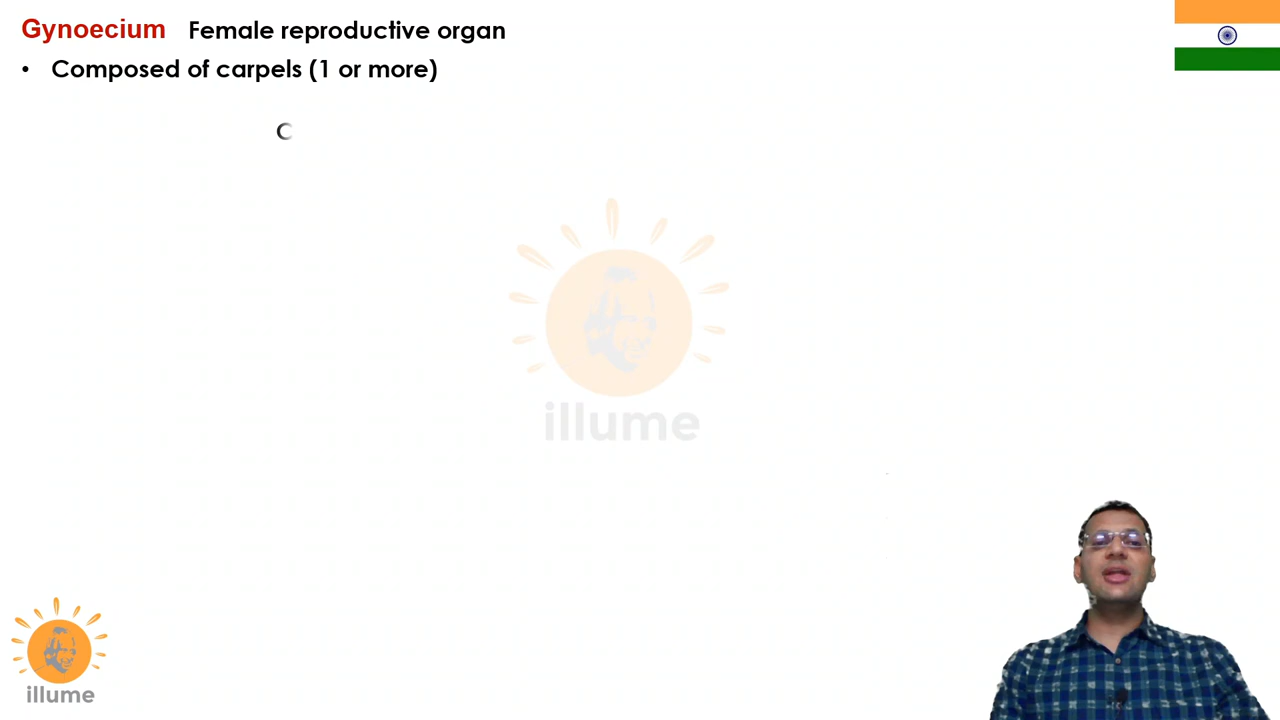 Gynoecium Female reproductive organ
• Composed of carpels (1 or more)
C
illume
illume